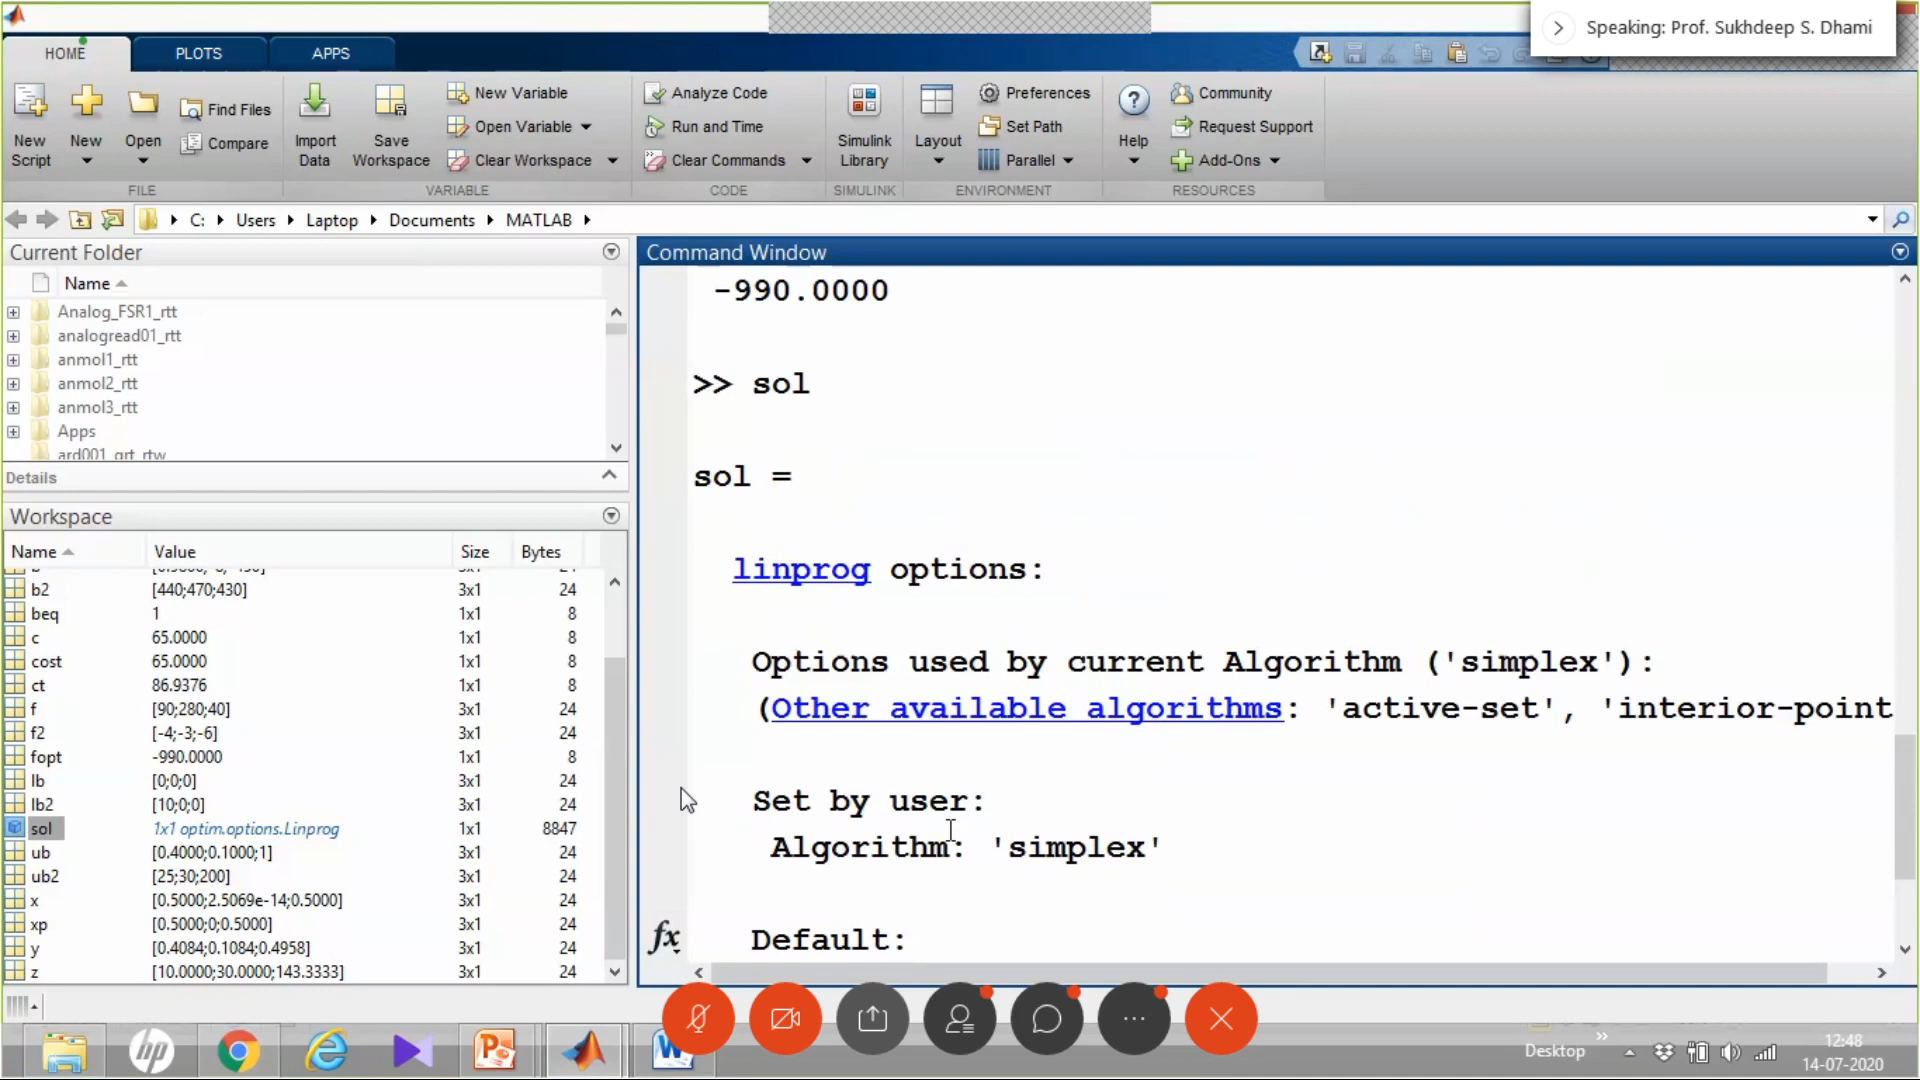 Speaking: Prof. Sukhdeep S. Dhami
HOME
PLOTS
APPS
New Script
New
Open
Find Files
Compare
Import Data
Save Workspace
New Variable
Open Variable
Clear Workspace
Analyze Code
Run and Time
Clear Commands
Simulink Library
Layout
Preferences
Set Path
Parallel
Help
Community
Request Support
Add-Ons
FILE
VARIABLE
CODE
SIMULINK
ENVIRONMENT
RESOURCES
C: Users Laptop Documents MATLAB
Current Folder
Name
Analog_FSR1_rtt
analogread01_rtt
anmol1_rtt
anmol2_rtt
anmol3_rtt
Apps
ard001_grt_rtw
Details
Workspace
Name Value Size Bytes
b2 [440;470;430] 3x1 24
beq 1 1x1 8
c 65.0000 1x1 8
cost 65.0000 1x1 8
ct 86.9376 1x1 8
f [90;280;40] 3x1 24
f2 [-4;-3;-6] 3x1 24
fopt -990.0000 1x1 8
lb [0;0;0] 3x1 24
lb2 [10;0;0] 3x1 24
sol 1x1 optim.options.Linprog 1x1 8847
ub [0.4000;0.1000;1] 3x1 24
ub2 [25;30;200] 3x1 24
x [0.5000;2.5069e-14;0.5000] 3x1 24
xp [0.5000;0;0.5000] 3x1 24
y [0.4084;0.1084;0.4958] 3x1 24
z [10.0000;30.0000;143.3333] 3x1 24
Command Window
-990.0000
>> sol
sol =
linprog options:
Options used by current Algorithm ('simplex'):
(Other available algorithms: 'active-set', 'interior-point
Set by user:
Algorithm: 'simplex'
fx
Default:
hp
Desktop
12:48
14-07-2020